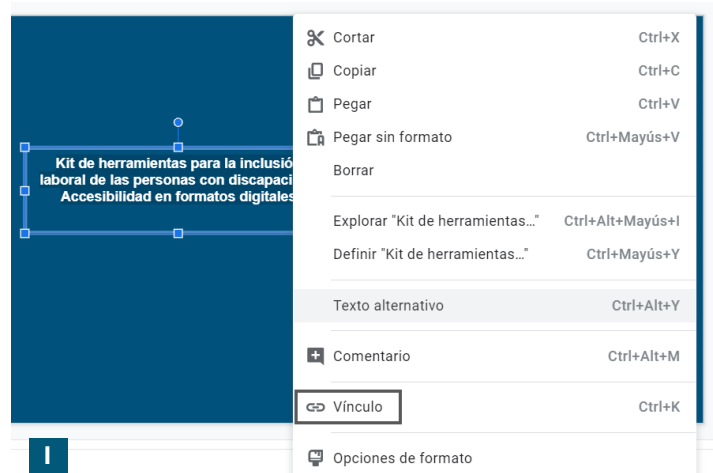 Kit de herramientas para la inclusió
laboral de las personas con discapaci
Accesibilidad en formatos digitales
Cortar Ctrl+X
Copiar Ctrl+C
Pegar Ctrl+V
Pegar sin formato Ctrl+Mayús+V
Borrar
Explorar "Kit de herramientas…" Ctrl+Alt+Mayús+I
Definir "Kit de herramientas…" Ctrl+Mayús+Y
Texto alternativo Ctrl+Alt+Y
Comentario Ctrl+Alt+M
Vínculo Ctrl+K
Opciones de formato
I